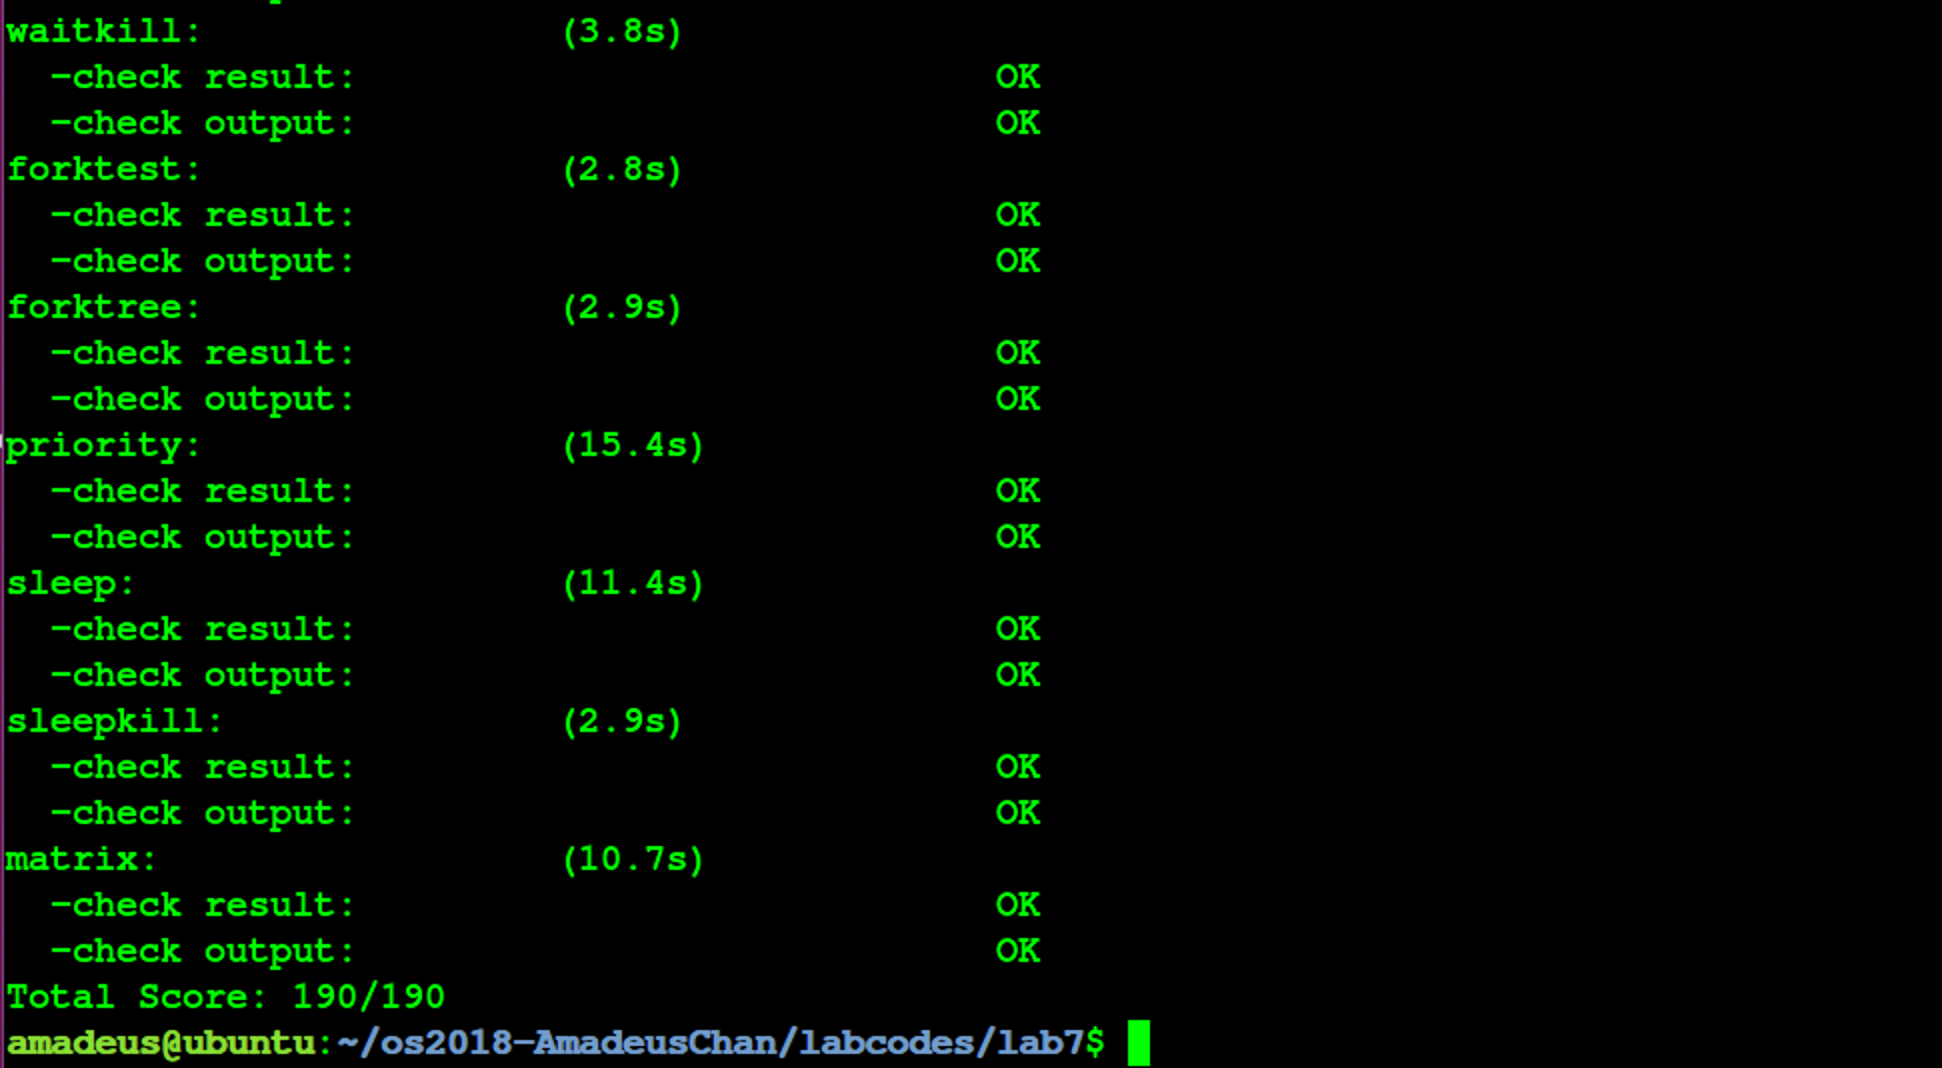 waitkill: (3.8s)
-check result: OK
-check output: OK
forktest: (2.8s)
-check result: OK
-check output: OK
forktree: (2.9s)
-check result: OK
-check output: OK
priority: (15.4s)
-check result: OK
-check output: OK
sleep: (11.4s)
-check result: OK
-check output: OK
sleepkill: (2.9s)
-check result: OK
-check output: OK
matrix: (10.7s)
-check result: OK
-check output: OK
Total Score: 190/190
amadeus@ubuntu:~/os2018-AmadeusChan/labcodes/lab7$